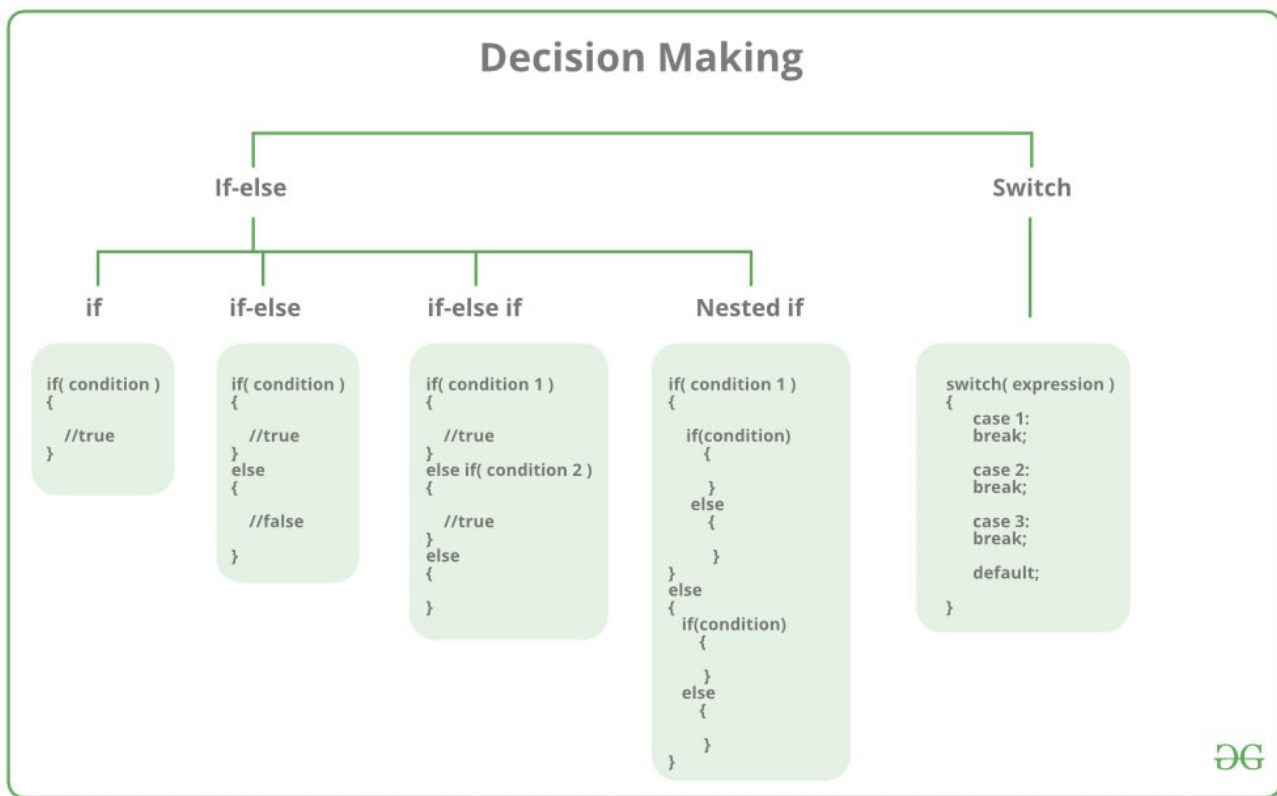 Decision Making
If-else
Switch
if
if-else
if-else if
Nested if
if( condition )
{
//true
}
if( condition )
{
//true
}
else
{
//false
}
if( condition 1 )
{
//true
}
else if( condition 2 )
{
//true
}
else
{
}
if( condition 1 )
{
if(condition)
{
}
else
{
}
}
else
{
if(condition)
{
}
else
{
}
}
switch( expression )
{
case 1:
break;
case 2:
break;
case 3:
break;
default;
}